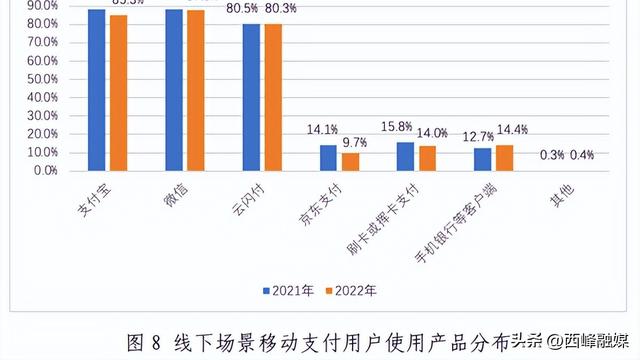 90.0%
80.0%
70.0%
60.0%
50.0%
40.0%
30.0%
20.0%
10.0%
0.0%
80.5% 80.3%
14.1% 9.7%
15.8% 14.0%
12.7% 14.4%
0.3% 0.4%
支付宝
微信
云闪付
京东支付
刷卡或挥卡支付
手机银行等客户端
其他
2021年 2022年
图 8 线下场景移动支付用户使用产品分布
头条 @西峰融媒